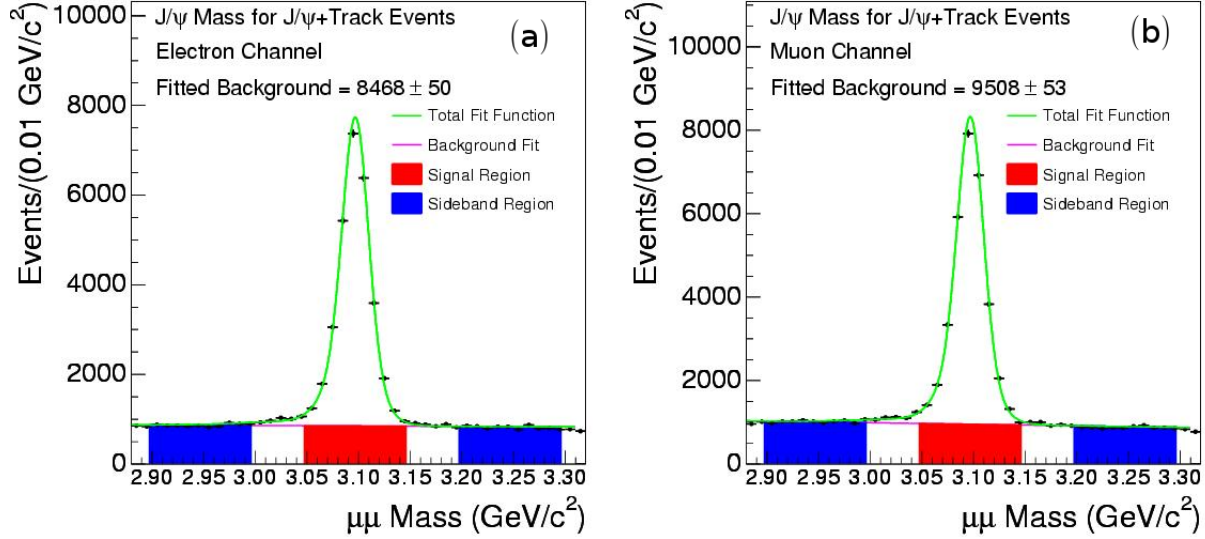 J/ψ Mass for J/ψ+Track Events
(a)
Electron Channel
Fitted Background = 8468 ± 50
Total Fit Function
Background Fit
Signal Region
Sideband Region
Events/(0.01 GeV/c²)
10000
8000
6000
4000
2000
0
2.90 2.95 3.00 3.05 3.10 3.15 3.20 3.25 3.30
μμ Mass (GeV/c²)
J/ψ Mass for J/ψ+Track Events
(b)
Muon Channel
Fitted Background = 9508 ± 53
Total Fit Function
Background Fit
Signal Region
Sideband Region
Events/(0.01 GeV/c²)
10000
8000
6000
4000
2000
0
2.90 2.95 3.00 3.05 3.10 3.15 3.20 3.25 3.30
μμ Mass (GeV/c²)